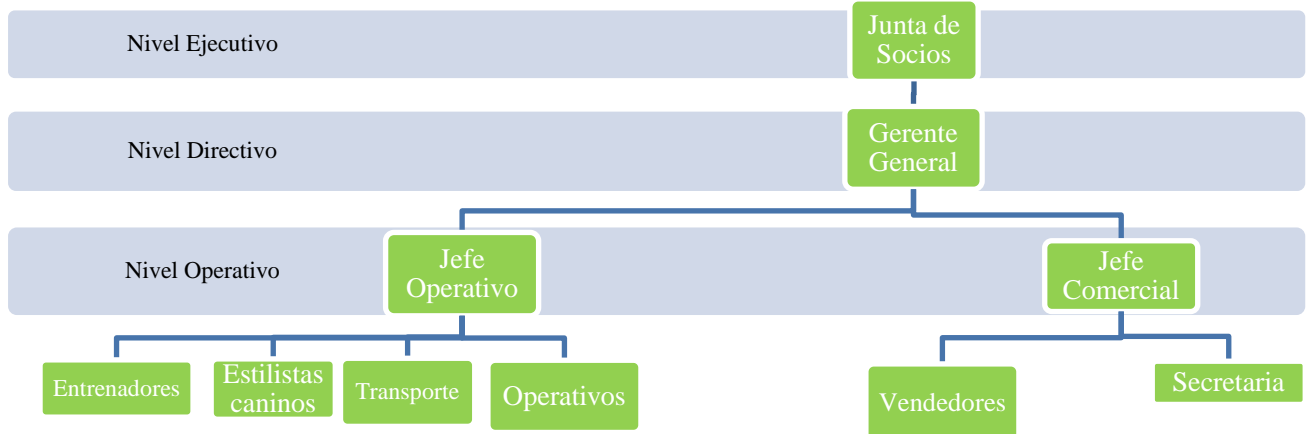 Nivel Ejecutivo
Junta de
Socios
Nivel Directivo
Gerente
General
Nivel Operativo
Jefe
Operativo
Jefe
Comercial
Entrenadores
Estilistas
caninos
Transporte
Operativos
Vendedores
Secretaria